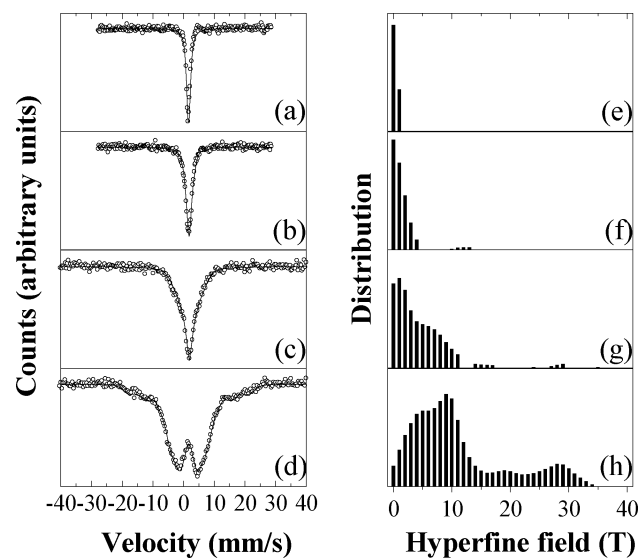 Counts (arbitrary units)
(a)
(b)
(c)
(d)
-40-30-20-10 0 10 20 30 40
Velocity (mm/s)
Distribution
(e)
(f)
(g)
(h)
0 10 20 30 40
Hyperfine field (T)